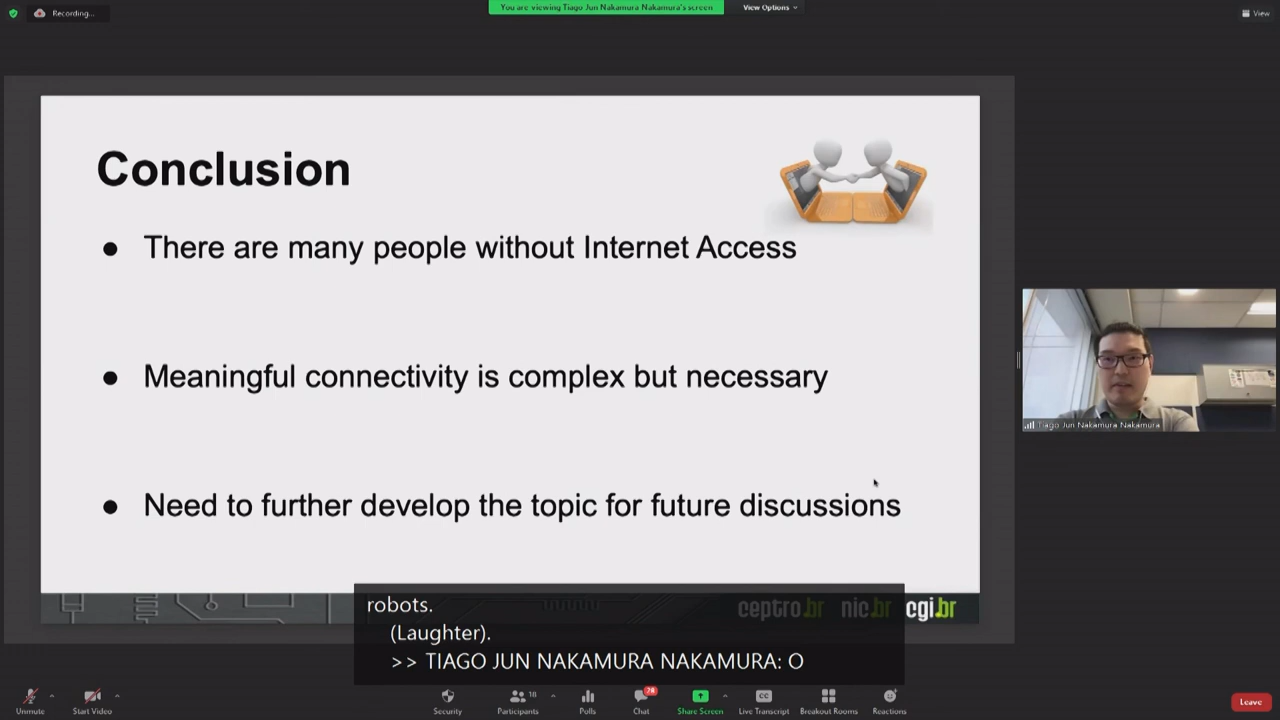 Recording...
You are viewing Tiago Jun Nakamura Nakamura's screen
View Options
View
Conclusion
● There are many people without Internet Access
● Meaningful connectivity is complex but necessary
● Need to further develop the topic for future discussions
ceptro.br nic.br cgi.br
Tiago Jun Nakamura Nakamura
robots.
(Laughter).
>> TIAGO JUN NAKAMURA NAKAMURA: O
Unmute
Start Video
Security
Participants 18
Polls
Chat 28
Share Screen
CC Live Transcript
Breakout Rooms
Reactions
Leave